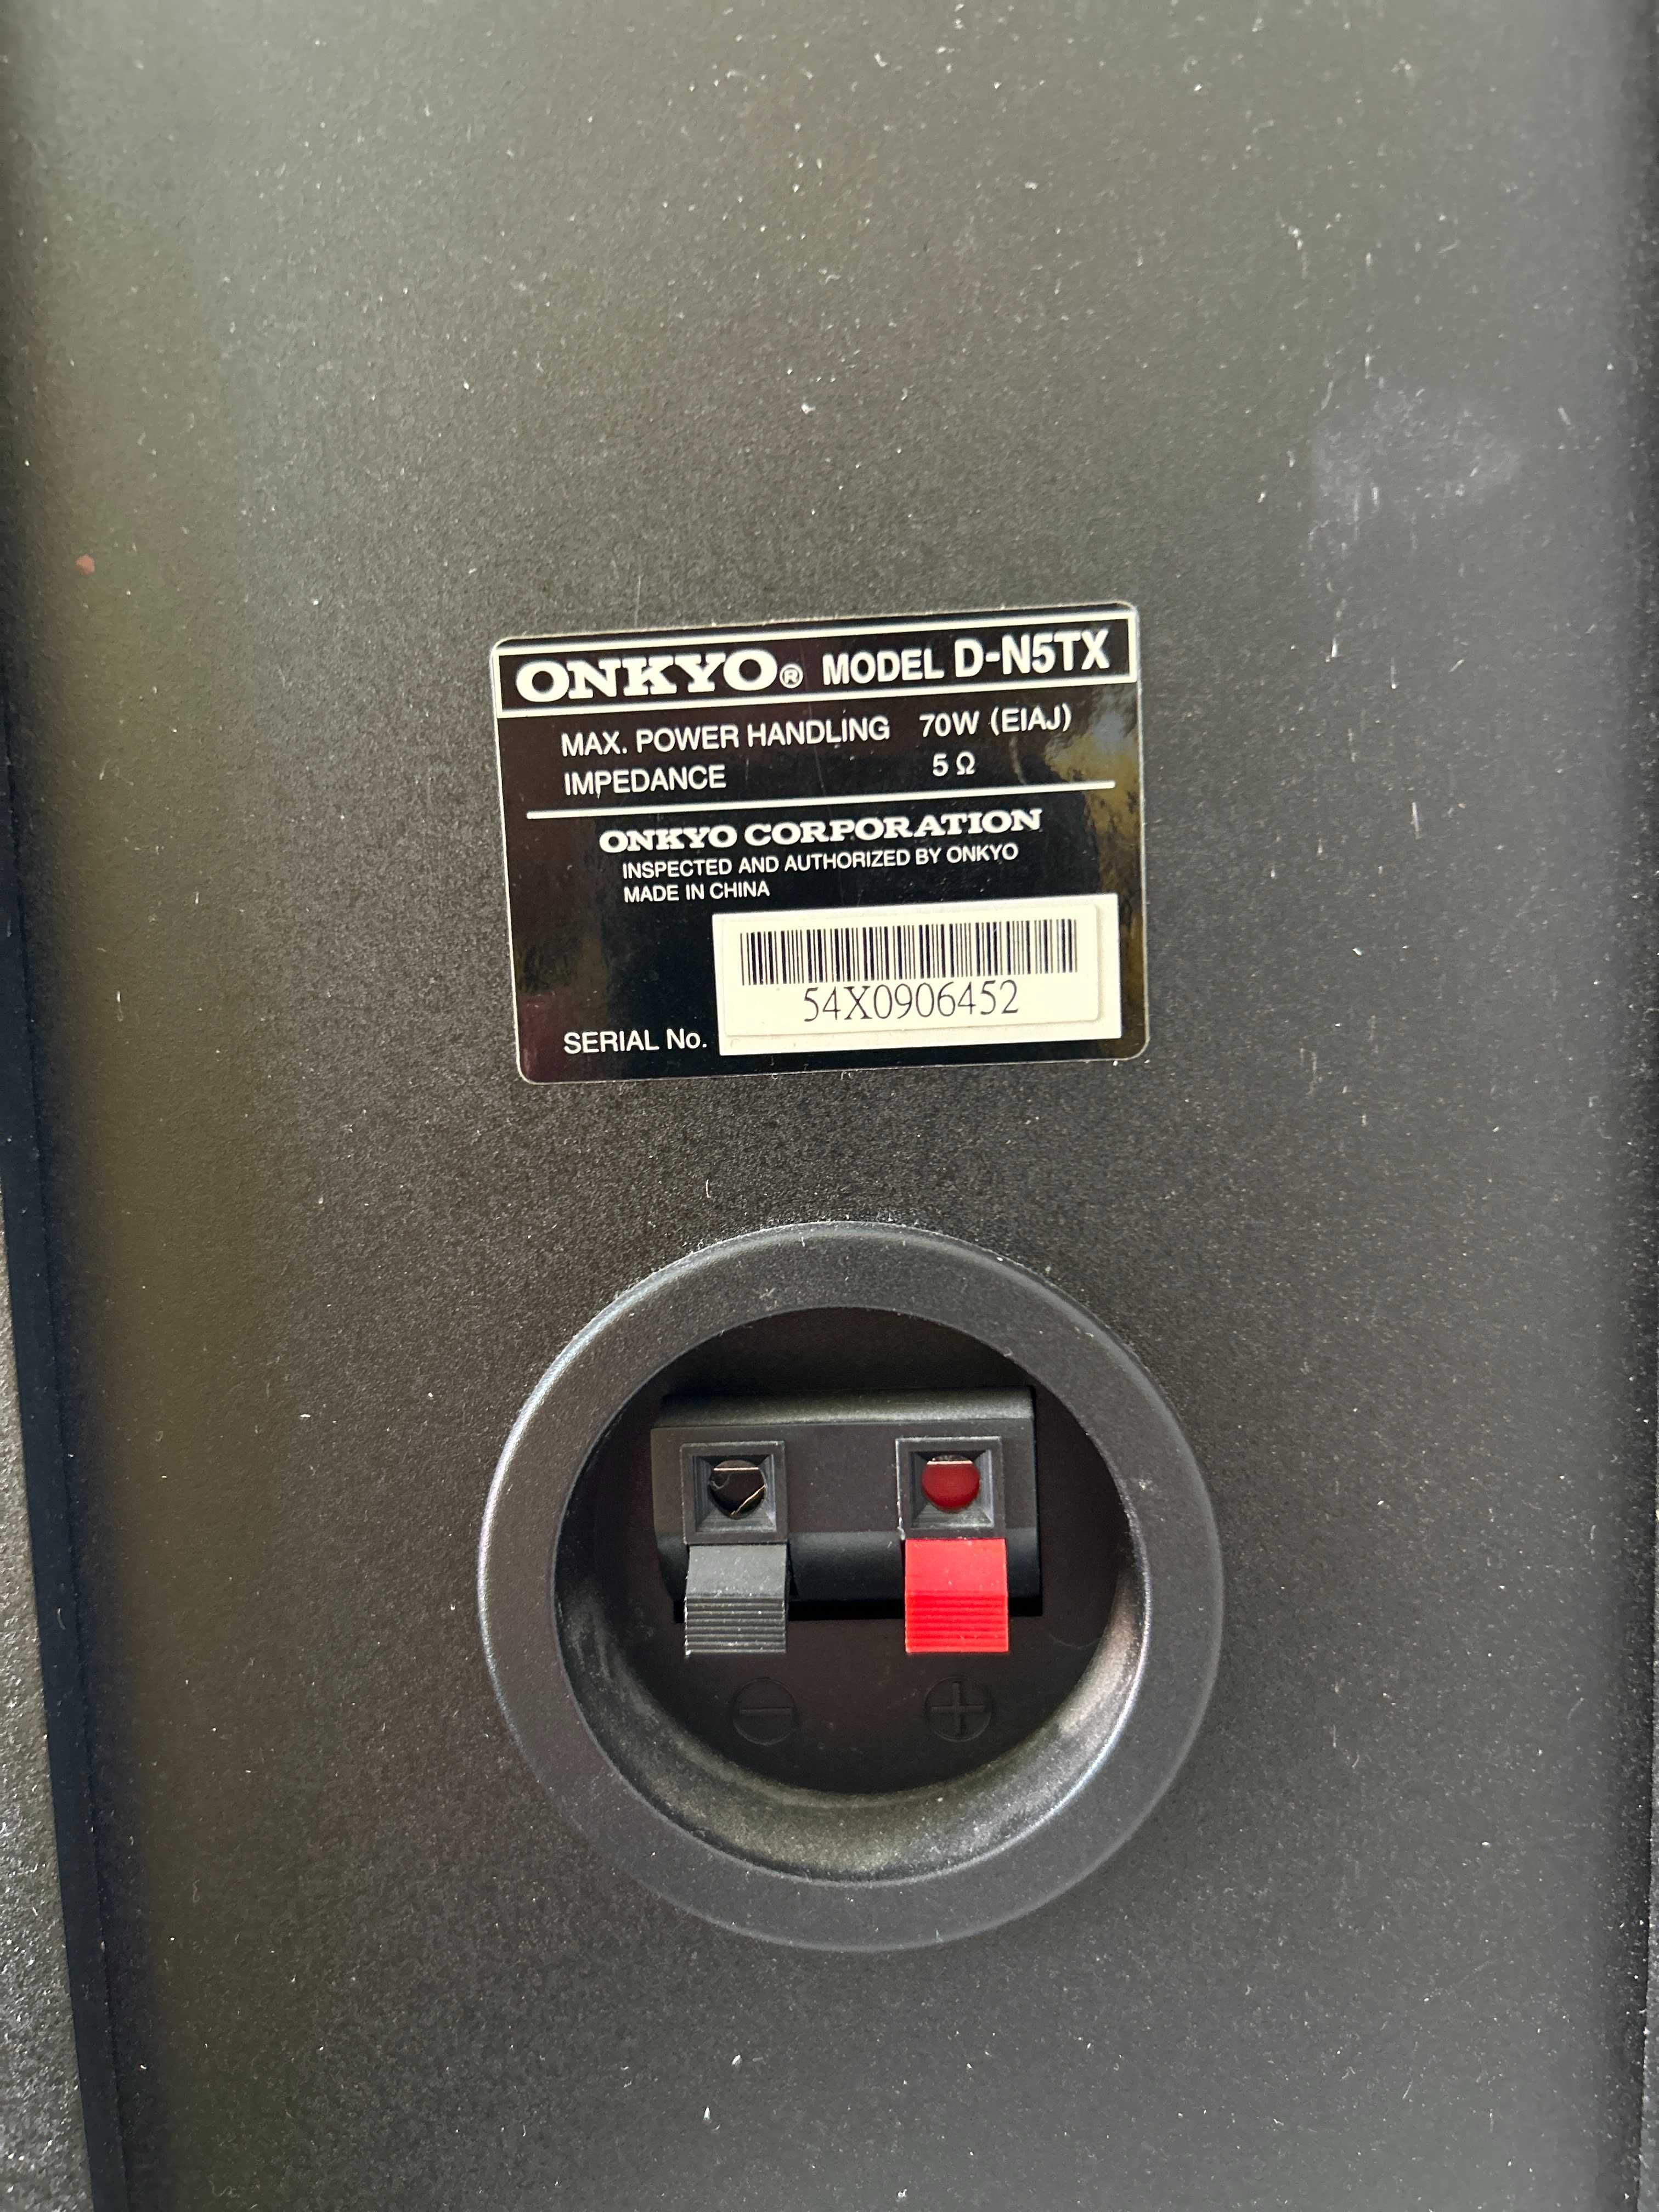 ONKYO® MODEL D-N5TX
MAX. POWER HANDLING 70W (EIAJ)
IMPEDANCE 5 Ω
ONKYO CORPORATION
INSPECTED AND AUTHORIZED BY ONKYO
MADE IN CHINA
54X0906452
SERIAL No.
− +